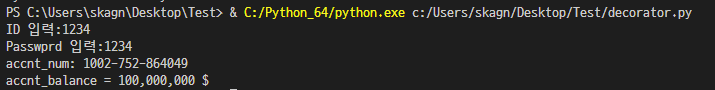 PS C:\Users\skagn\Desktop\Test> & C:/Python_64/python.exe c:/Users/skagn/Desktop/Test/decorator.py
ID 입력:1234
Passwprd 입력:1234
accnt_num: 1002-752-864049
accnt_balance = 100,000,000 $